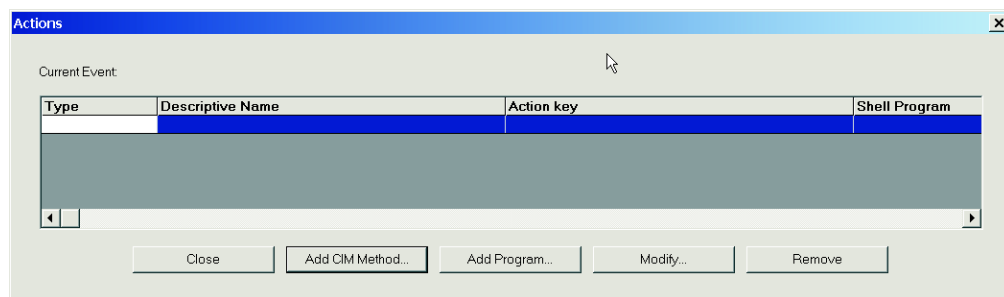 Actions
Current Event:
Type Descriptive Name Action key Shell Program
Close Add CIM Method... Add Program... Modify... Remove